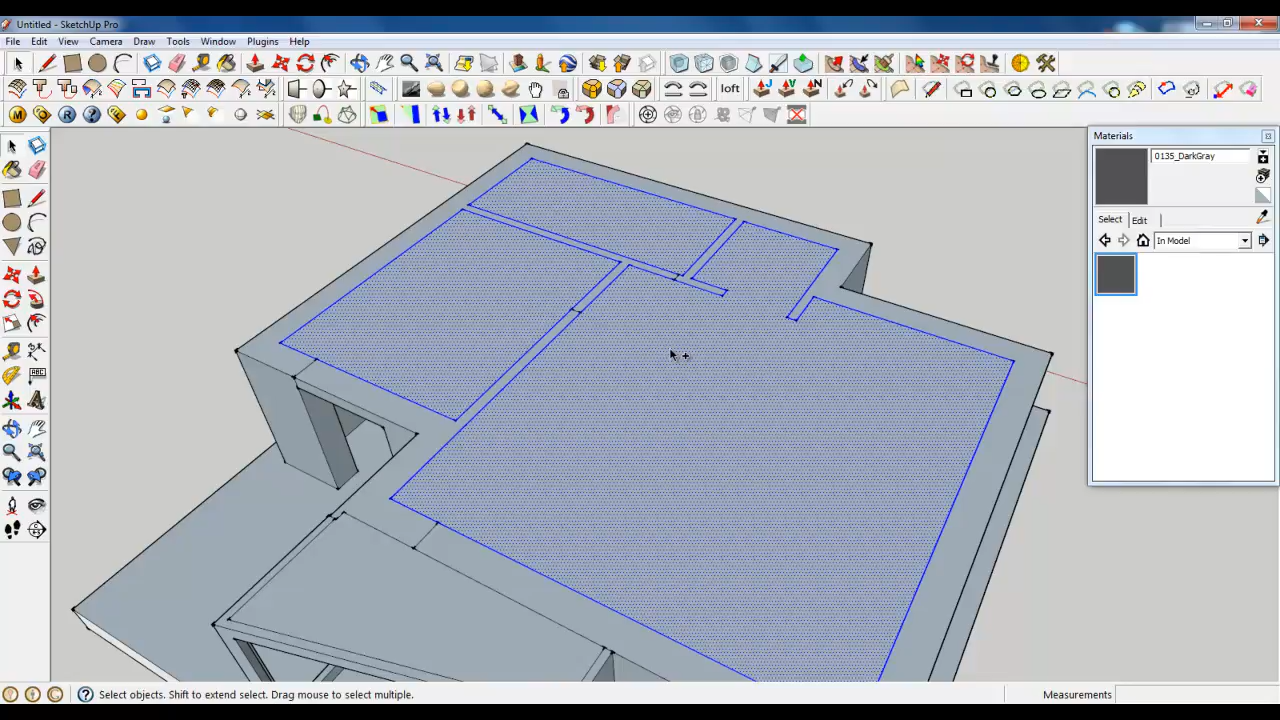 Untitled - SketchUp Pro
File Edit View Camera Draw Tools Window Plugins Help
loft
M R ?
Materials
0135_DarkGray
Select Edit
In Model
ABC
Select objects. Shift to extend select. Drag mouse to select multiple.
Measurements